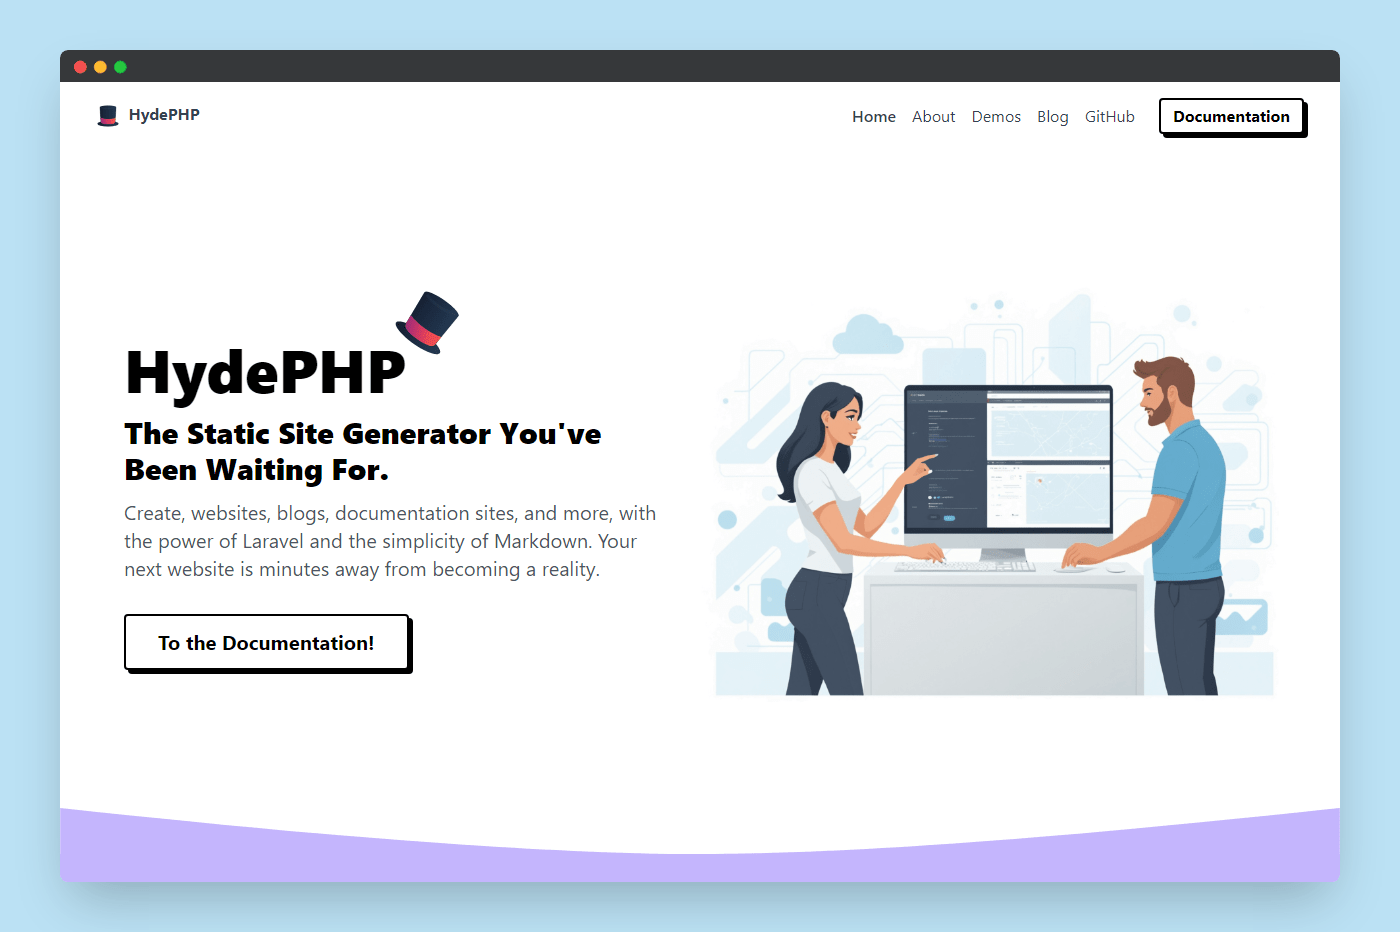 HydePHP
Home About Demos Blog GitHub Documentation
HydePHP
The Static Site Generator You've
Been Waiting For.
Create, websites, blogs, documentation sites, and more, with
the power of Laravel and the simplicity of Markdown. Your
next website is minutes away from becoming a reality.
To the Documentation!